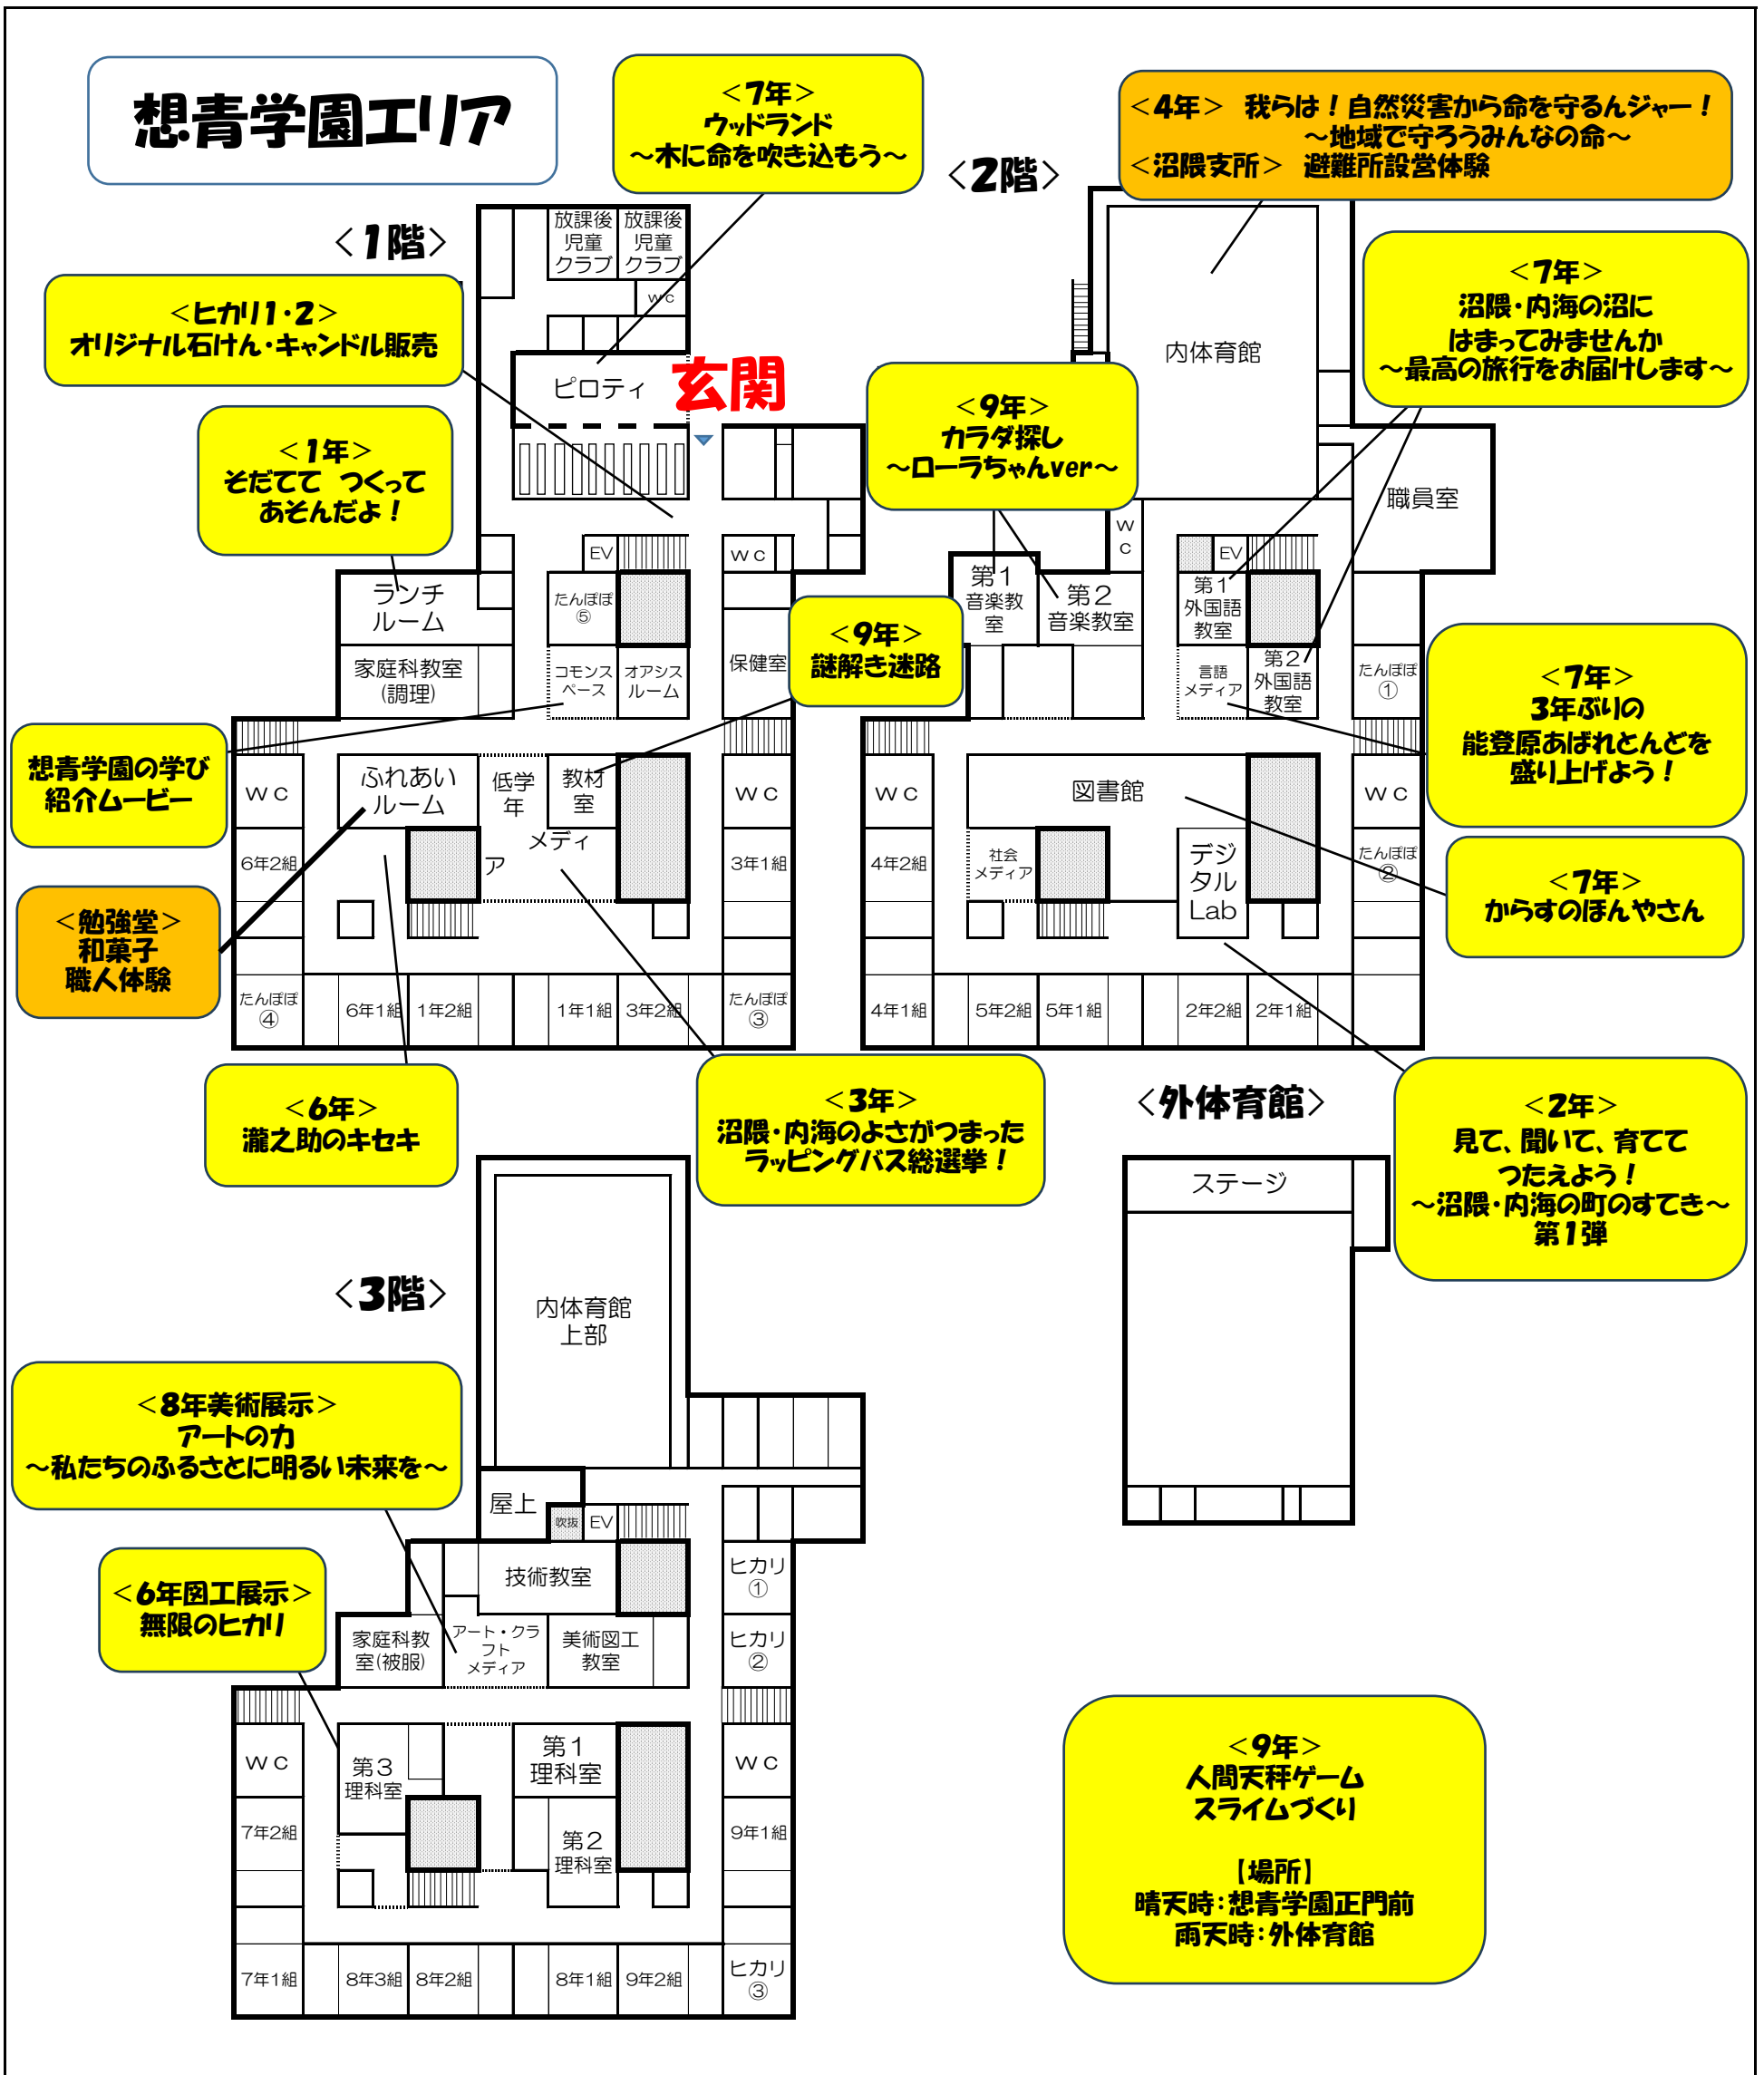 想青学園エリア
<7年>
ウッドランド
～木に命を吹き込もう～
<4年>　我らは！自然災害から命を守るんジャー！
～地域で守ろうみんなの命～
<沼隈支所>　避難所設営体験
<1階>
<ヒカリ1・2>
オリジナル石けん・キャンドル販売
<1年>
そだてて　つくって
あそんだよ！
放課後
児童
クラブ
放課後
児童
クラブ
WC
ピロティ
玄関
EV
WC
ランチ
ルーム
たんぽぽ
⑤
家庭科教室
(調理)
コモンス
ペース
オアシス
ルーム
保健室
<9年>
謎解き迷路
想青学園の学び
紹介ムービー
WC
ふれあい
ルーム
低学
年
メディ
ア
教材
室
WC
6年2組
3年1組
<勉強堂>
和菓子
職人体験
たんぽぽ
④
6年1組
1年2組
1年1組
3年2組
たんぽぽ
③
<6年>
瀧之助のキセキ
<3年>
沼隈・内海のよさがつまった
ラッピングバス総選挙！
<2階>
内体育館
<7年>
沼隈・内海の沼に
はまってみませんか
～最高の旅行をお届けします～
<9年>
カラダ探し
～ローラちゃんver～
職員室
W
C
EV
第1
音楽教
室
第2
音楽教室
第1
外国語
教室
言語
メディア
第2
外国語
教室
たんぽぽ
①
<7年>
3年ぶりの
能登原あばれとんどを
盛り上げよう！
WC
図書館
WC
4年2組
社会
メディア
デジ
タル
Lab
たんぽぽ
②
<7年>
からすのほんやさん
4年1組
5年2組
5年1組
2年2組
2年1組
<2年>
見て、聞いて、育てて
つたえよう！
～沼隈・内海の町のすてき～
第1弾
<外体育館>
ステージ
<3階>
内体育館
上部
<8年美術展示>
アートの力
～私たちのふるさとに明るい未来を～
屋上
吹抜
EV
<6年図工展示>
無限のヒカリ
技術教室
ヒカリ
①
家庭科教
室(被服)
アート・クラ
フト
メディア
美術図工
教室
ヒカリ
②
WC
第3
理科室
第1
理科室
WC
7年2組
第2
理科室
9年1組
7年1組
8年3組
8年2組
8年1組
9年2組
ヒカリ
③
<9年>
人間天秤ゲーム
スライムづくり
【場所】
晴天時：想青学園正門前
雨天時：外体育館